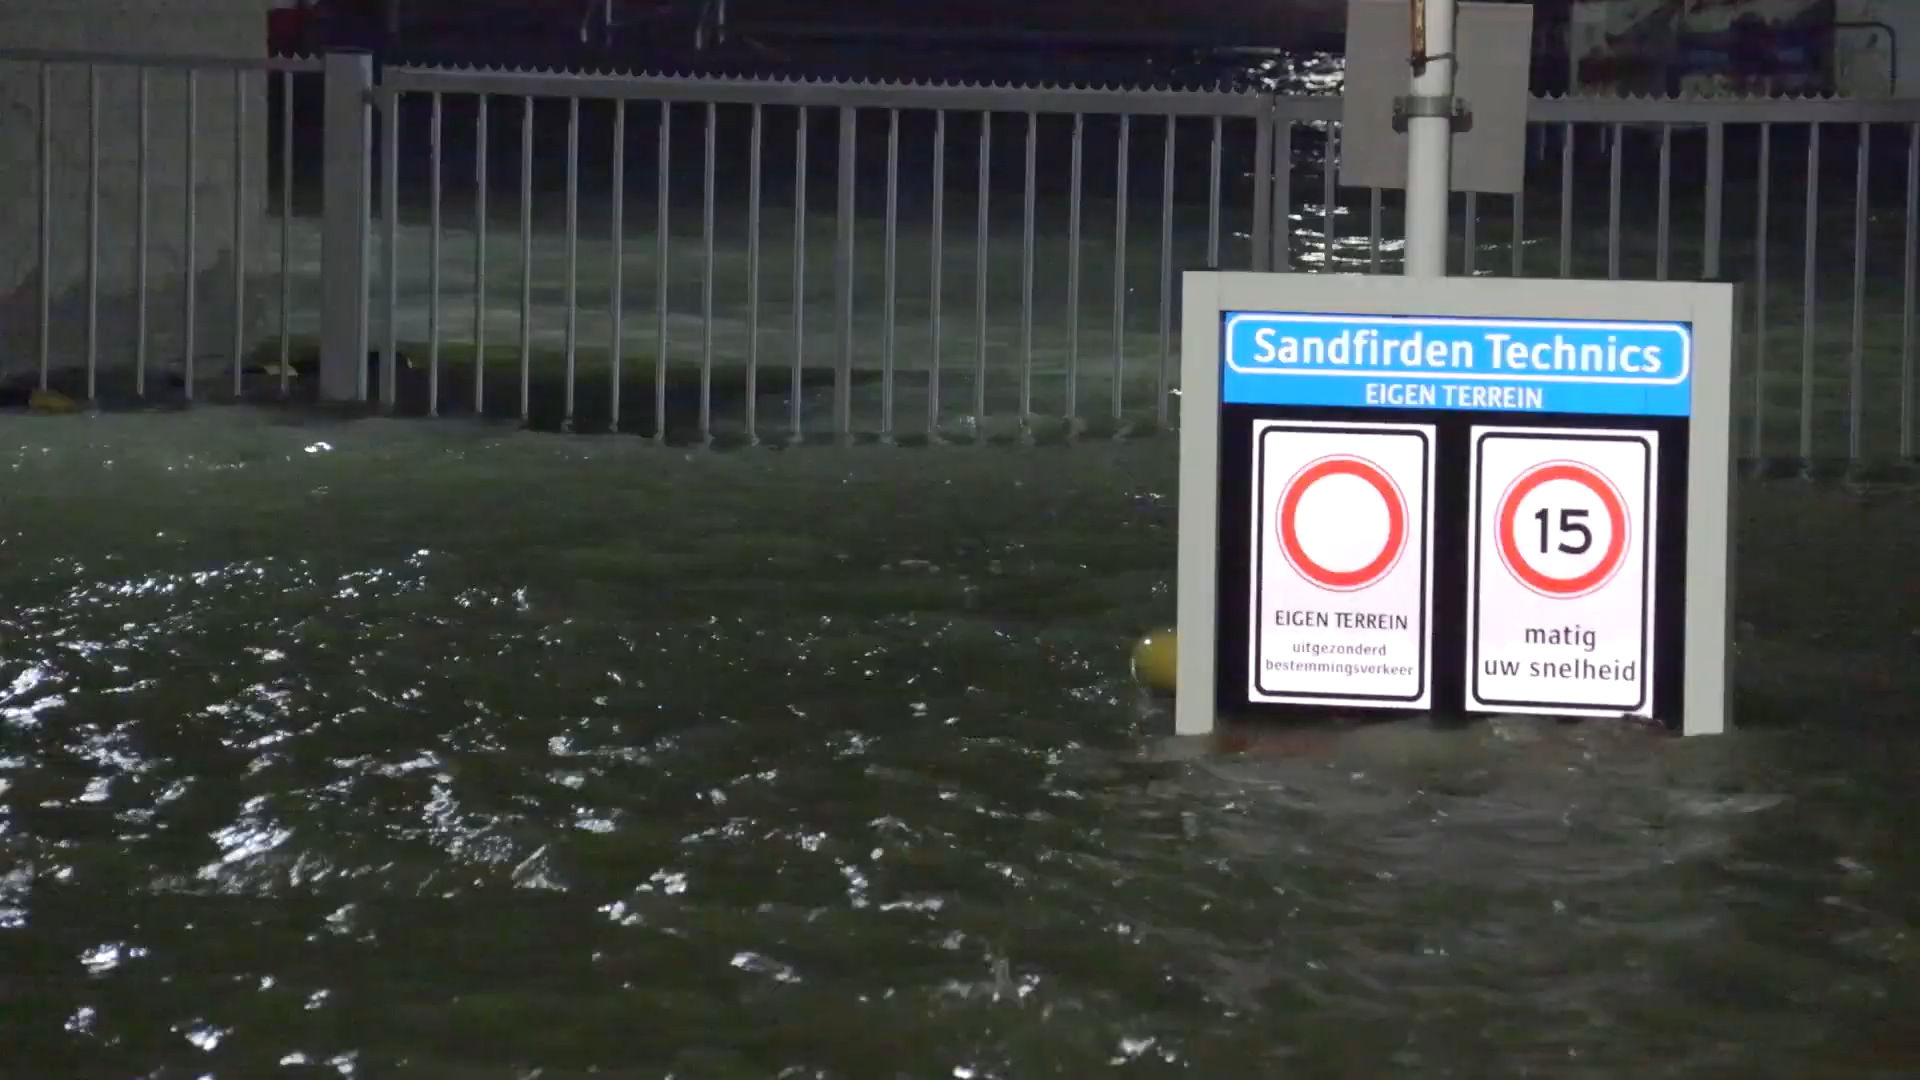 Sandfirden Technics
EIGEN TERREIN
EIGEN TERREIN
uitgezonderd
bestemmingsverkeer
15
matig
uw snelheid